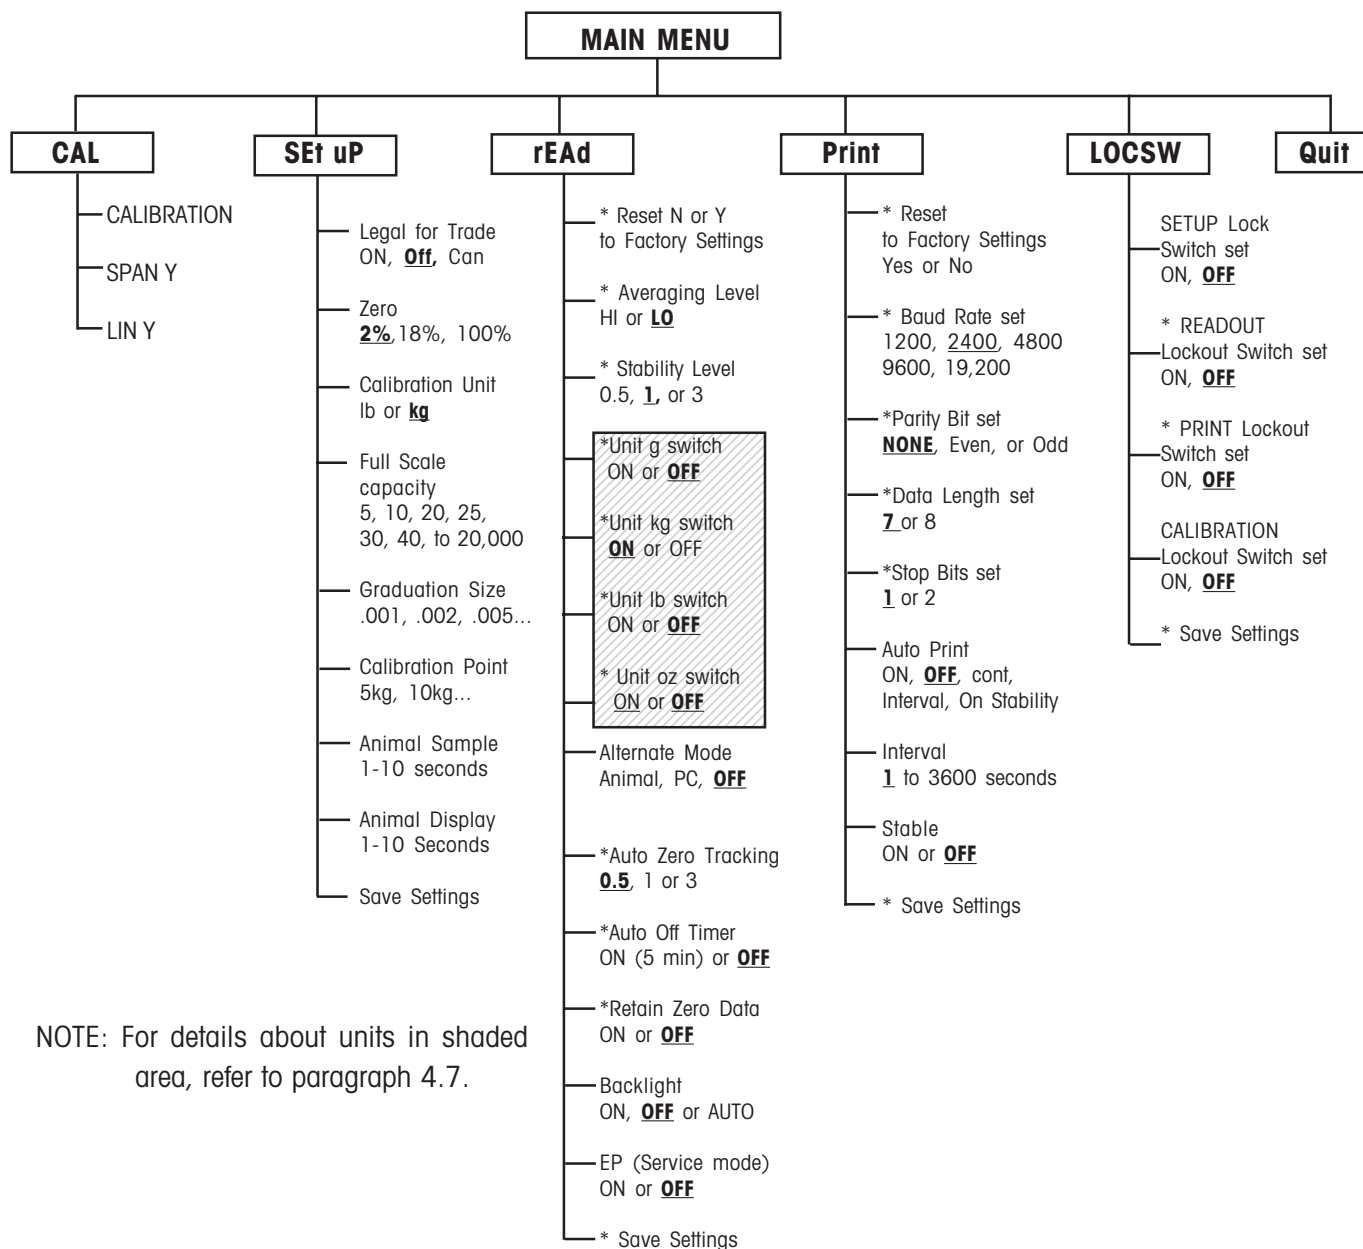 MAIN MENU
CAL
CALIBRATION
SPAN Y
LIN Y
SEt uP
Legal for Trade
ON, Off, Can
Zero
2%,18%, 100%
Calibration Unit
lb or kg
Full Scale
capacity
5, 10, 20, 25,
30, 40, to 20,000
Graduation Size
.001, .002, .005...
Calibration Point
5kg, 10kg...
Animal Sample
1-10 seconds
Animal Display
1-10 Seconds
Save Settings
rEAd
* Reset N or Y
to Factory Settings
* Averaging Level
HI or LO
* Stability Level
0.5, 1, or 3
*Unit g switch
ON or OFF
*Unit kg switch
ON or OFF
*Unit lb switch
ON or OFF
* Unit oz switch
ON or OFF
Alternate Mode
Animal, PC, OFF
*Auto Zero Tracking
0.5, 1 or 3
*Auto Off Timer
ON (5 min) or OFF
*Retain Zero Data
ON or OFF
Backlight
ON, OFF or AUTO
EP (Service mode)
ON or OFF
* Save Settings
Print
* Reset
to Factory Settings
Yes or No
* Baud Rate set
1200, 2400, 4800
9600, 19,200
*Parity Bit set
NONE, Even, or Odd
*Data Length set
7 or 8
*Stop Bits set
1 or 2
Auto Print
ON, OFF, cont,
Interval, On Stability
Interval
1 to 3600 seconds
Stable
ON or OFF
* Save Settings
LOCSW
SETUP Lock
Switch set
ON, OFF
* READOUT
Lockout Switch set
ON, OFF
* PRINT Lockout
Switch set
ON, OFF
CALIBRATION
Lockout Switch set
ON, OFF
* Save Settings
Quit
NOTE: For details about units in shaded
area, refer to paragraph 4.7.